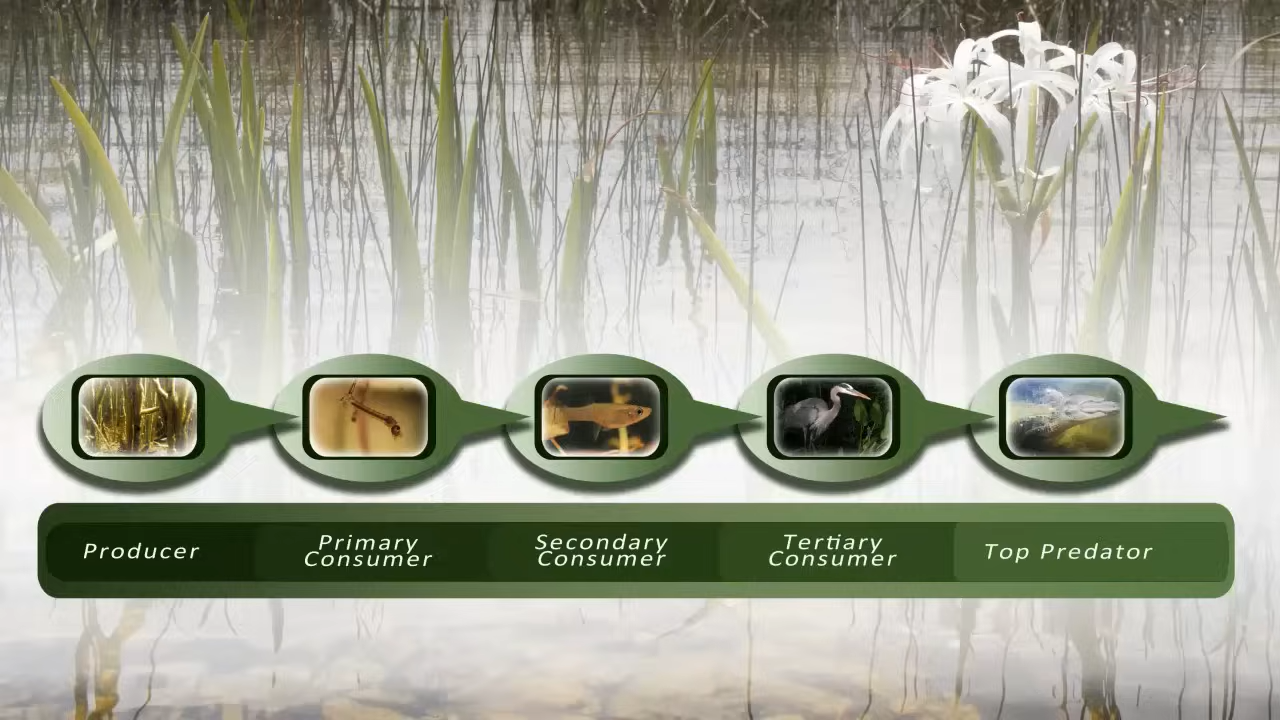 Producer
Primary
Consumer
Secondary
Consumer
Tertiary
Consumer
Top Predator